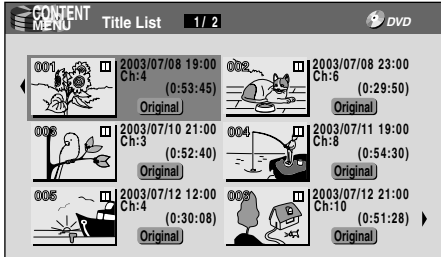 CONTENT MENU Title List 1/ 2 DVD
001 2003/07/08 19:00
Ch:4
(0:53:45)
Original
002 2003/07/08 23:00
Ch:6
(0:29:50)
Original
003 2003/07/10 21:00
Ch:3
(0:52:40)
Original
004 2003/07/11 19:00
Ch:8
(0:54:30)
Original
005 2003/07/12 12:00
Ch:4
(0:30:08)
Original
006 2003/07/12 21:00
Ch:10
(0:51:28)
Original